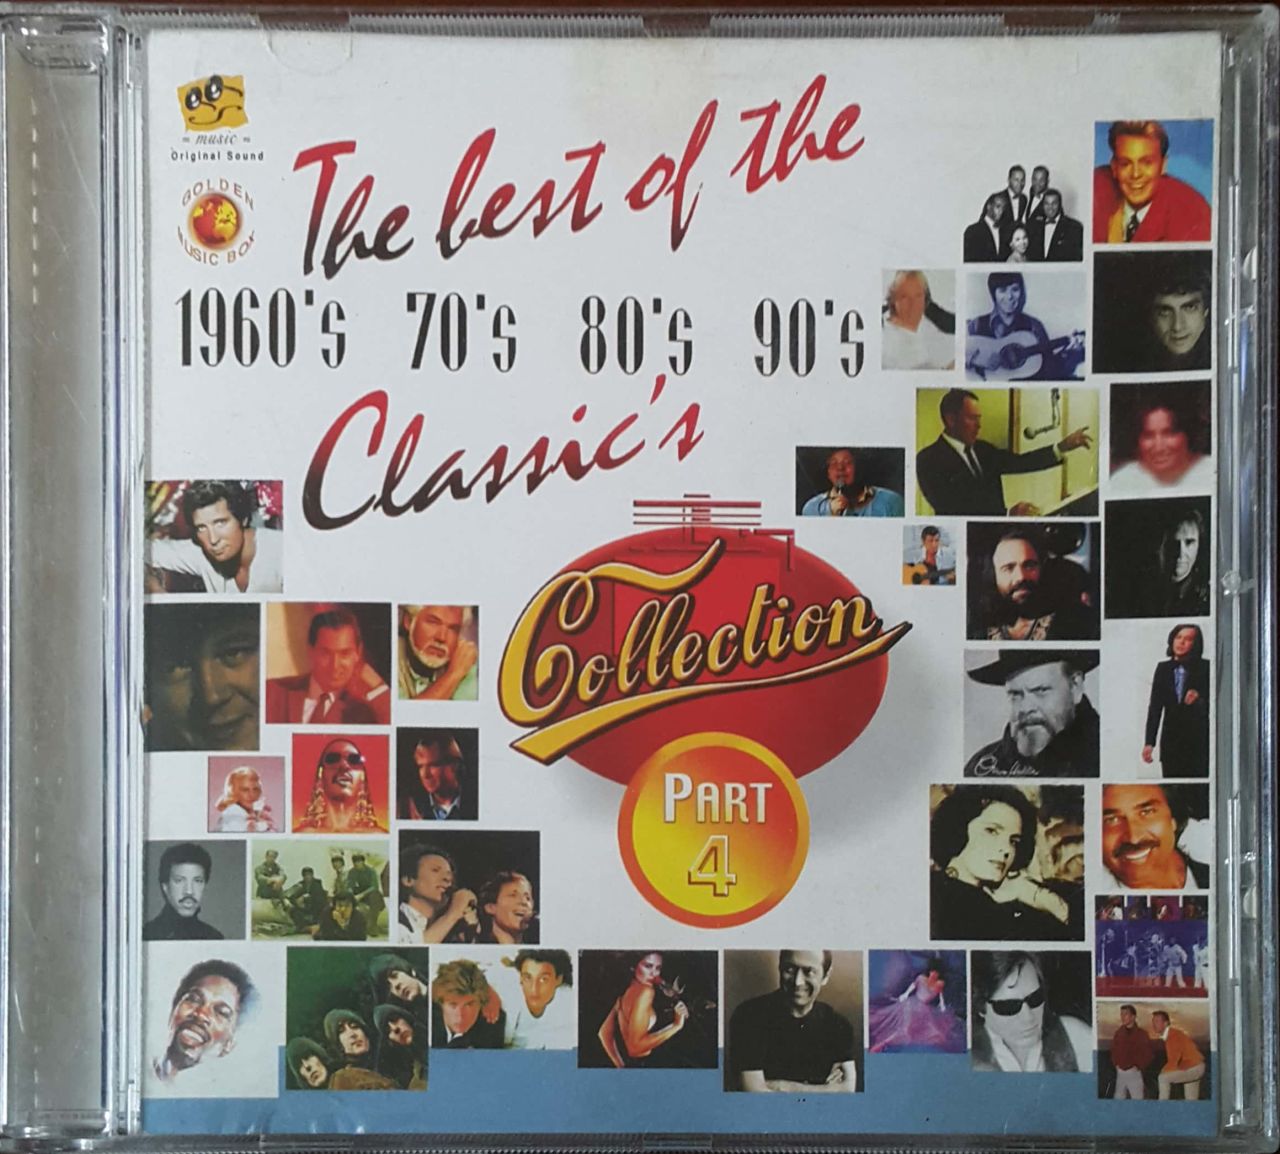 music
Original Sound
GOLDEN
MUSIC BOX
The best of the
1960's 70's 80's 90's
Classic's
Collection
PART
4